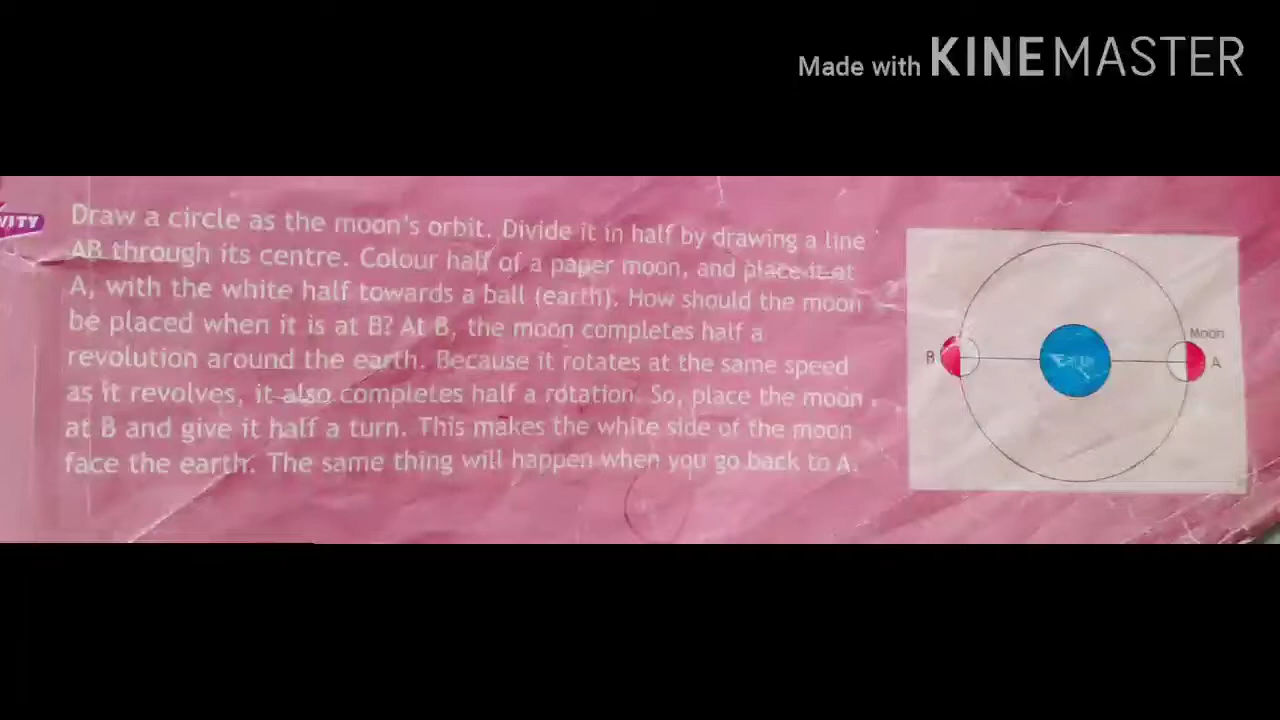 Made with KINEMASTER
VITY
Draw a circle as the moon's orbit. Divide it in half by drawing a line
AB through its centre. Colour half of a paper moon, and place it at
A, with the white half towards a ball (earth). How should the moon
be placed when it is at B? At B, the moon completes half a
revolution around the earth. Because it rotates at the same speed
as it revolves, it also completes half a rotation. So, place the moon
at B and give it half a turn. This makes the white side of the moon
face the earth. The same thing will happen when you go back to A.
Moon
B
Earth
A